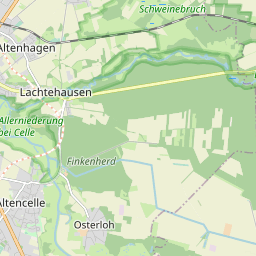 Schweinebruch
Altenhagen
Lachtehausen
Allerniederung
bei Celle
Finkenherd
Altencelle
Osterloh